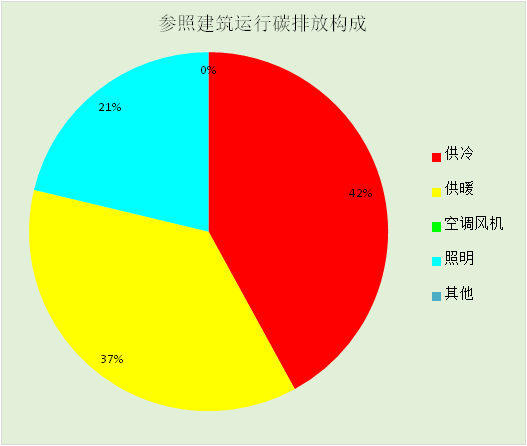 参照建筑运行碳排放构成
0%
21%
42%
37%
供冷
供暖
空调风机
照明
其他